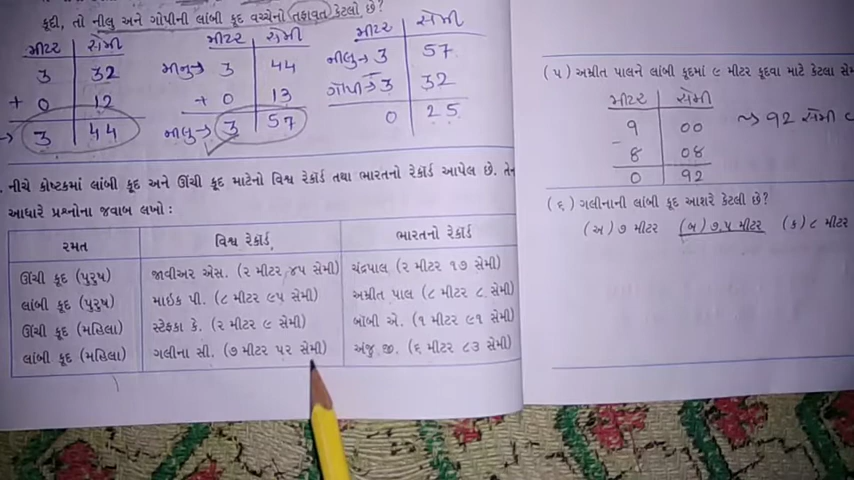 કૂદી, તો નીલુ અને ગોપીની લાંબી કૂદ વચ્ચેનો તફાવત કેટલો છે?
મીટર સેમી
3 32
+ 0 12
→ 3 44
મીટર સેમી
મીનુ→ 3 44
+ 0 13
નીલુ→ 3 57
મીટર સેમી
નીલુ→ 3 57
ગોપી→ 3 32
0 25
નીચે કોષ્ટકમાં લાંબી કૂદ અને ઊંચી કૂદ માટેનો વિશ્વ રેકૉર્ડ તથા ભારતનો રેકૉર્ડ આપેલ છે. તેન
આધારે પ્રશ્નોના જવાબ લખો :
રમત વિશ્વ રેકૉર્ડ ભારતનો રેકૉર્ડ
ઊંચી કૂદ (પુરુષ) જાવીઅર એસ. (૨ મીટર ૪૫ સેમી) ચંદ્રપાલ (૨ મીટર ૧૭ સેમી)
લાંબી કૂદ (પુરુષ) માઇક પી. (૮ મીટર ૯૫ સેમી) અમ્રીત પાલ (૮ મીટર ૮ સેમી)
ઊંચી કૂદ (મહિલા) સ્ટેફકા કે. (૨ મીટર ૯ સેમી) બૉબી એ. (૧ મીટર ૯૧ સેમી)
લાંબી કૂદ (મહિલા) ગલીના સી. (૭ મીટર ૫૨ સેમી) અંજુ જી. (૬ મીટર ૮૩ સેમી)
(૫) અમ્રીત પાલને લાંબી કૂદમાં ૯ મીટર કૂદવા માટે કેટલા સેમ
મીટર સેમી
9 00
- 8 08
0 92
~> 92 સેમી
(૬) ગલીનાની લાંબી કૂદ આશરે કેટલી છે?
(અ) ૭ મીટર (બ) ૭.૫ મીટર (ક) ૮ મીટર